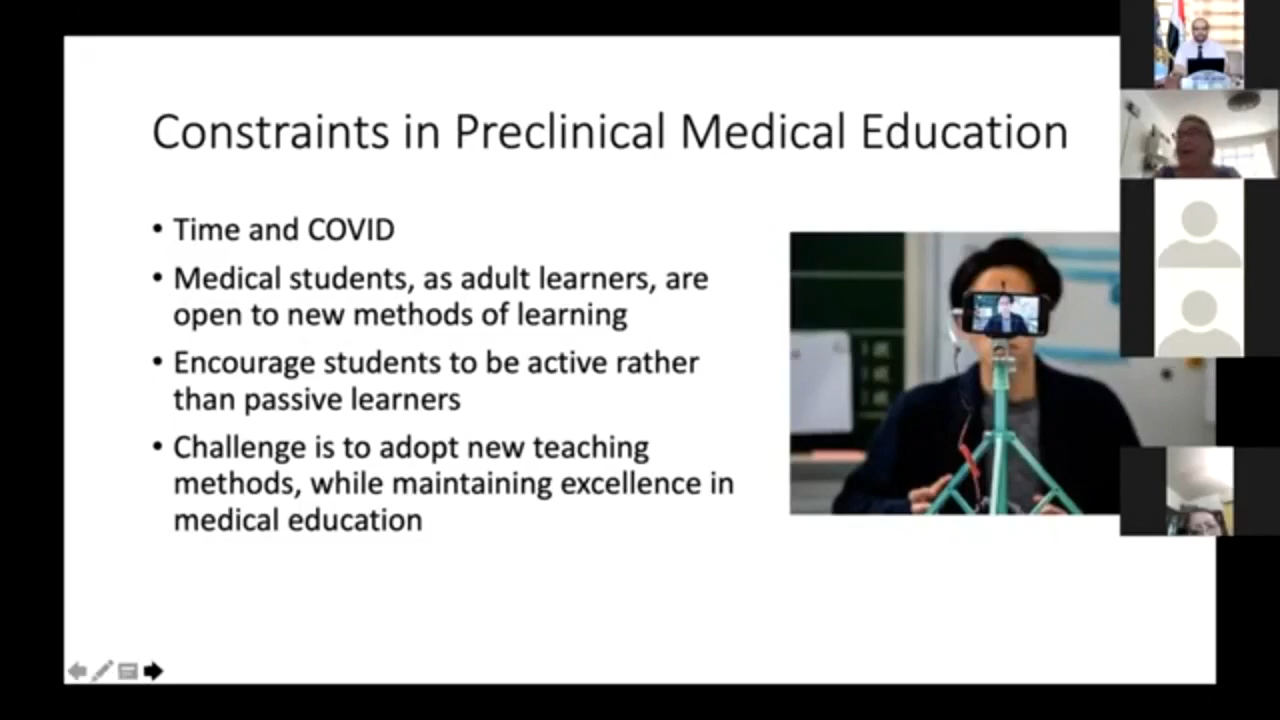 Constraints in Preclinical Medical Education
• Time and COVID
• Medical students, as adult learners, are
open to new methods of learning
• Encourage students to be active rather
than passive learners
• Challenge is to adopt new teaching
methods, while maintaining excellence in
medical education